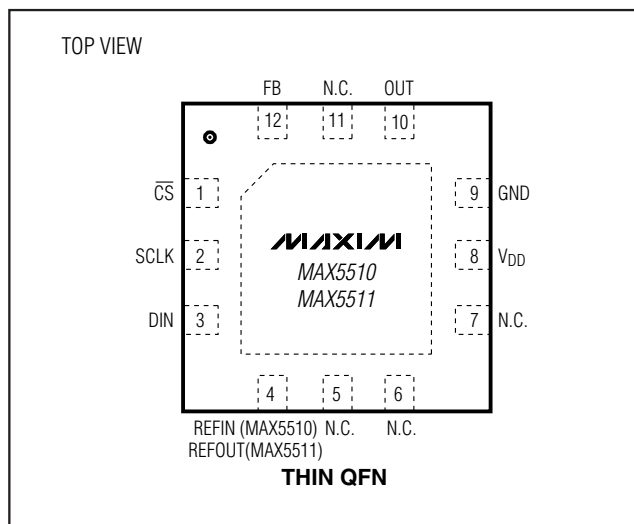 TOP VIEW
FB N.C. OUT
12 11 10
C̅S̅ 1 9 GND
MAXIM
SCLK 2 MAX5510 8 VDD
MAX5511
DIN 3 7 N.C.
4 5 6
REFIN (MAX5510) N.C. N.C.
REFOUT(MAX5511)
THIN QFN